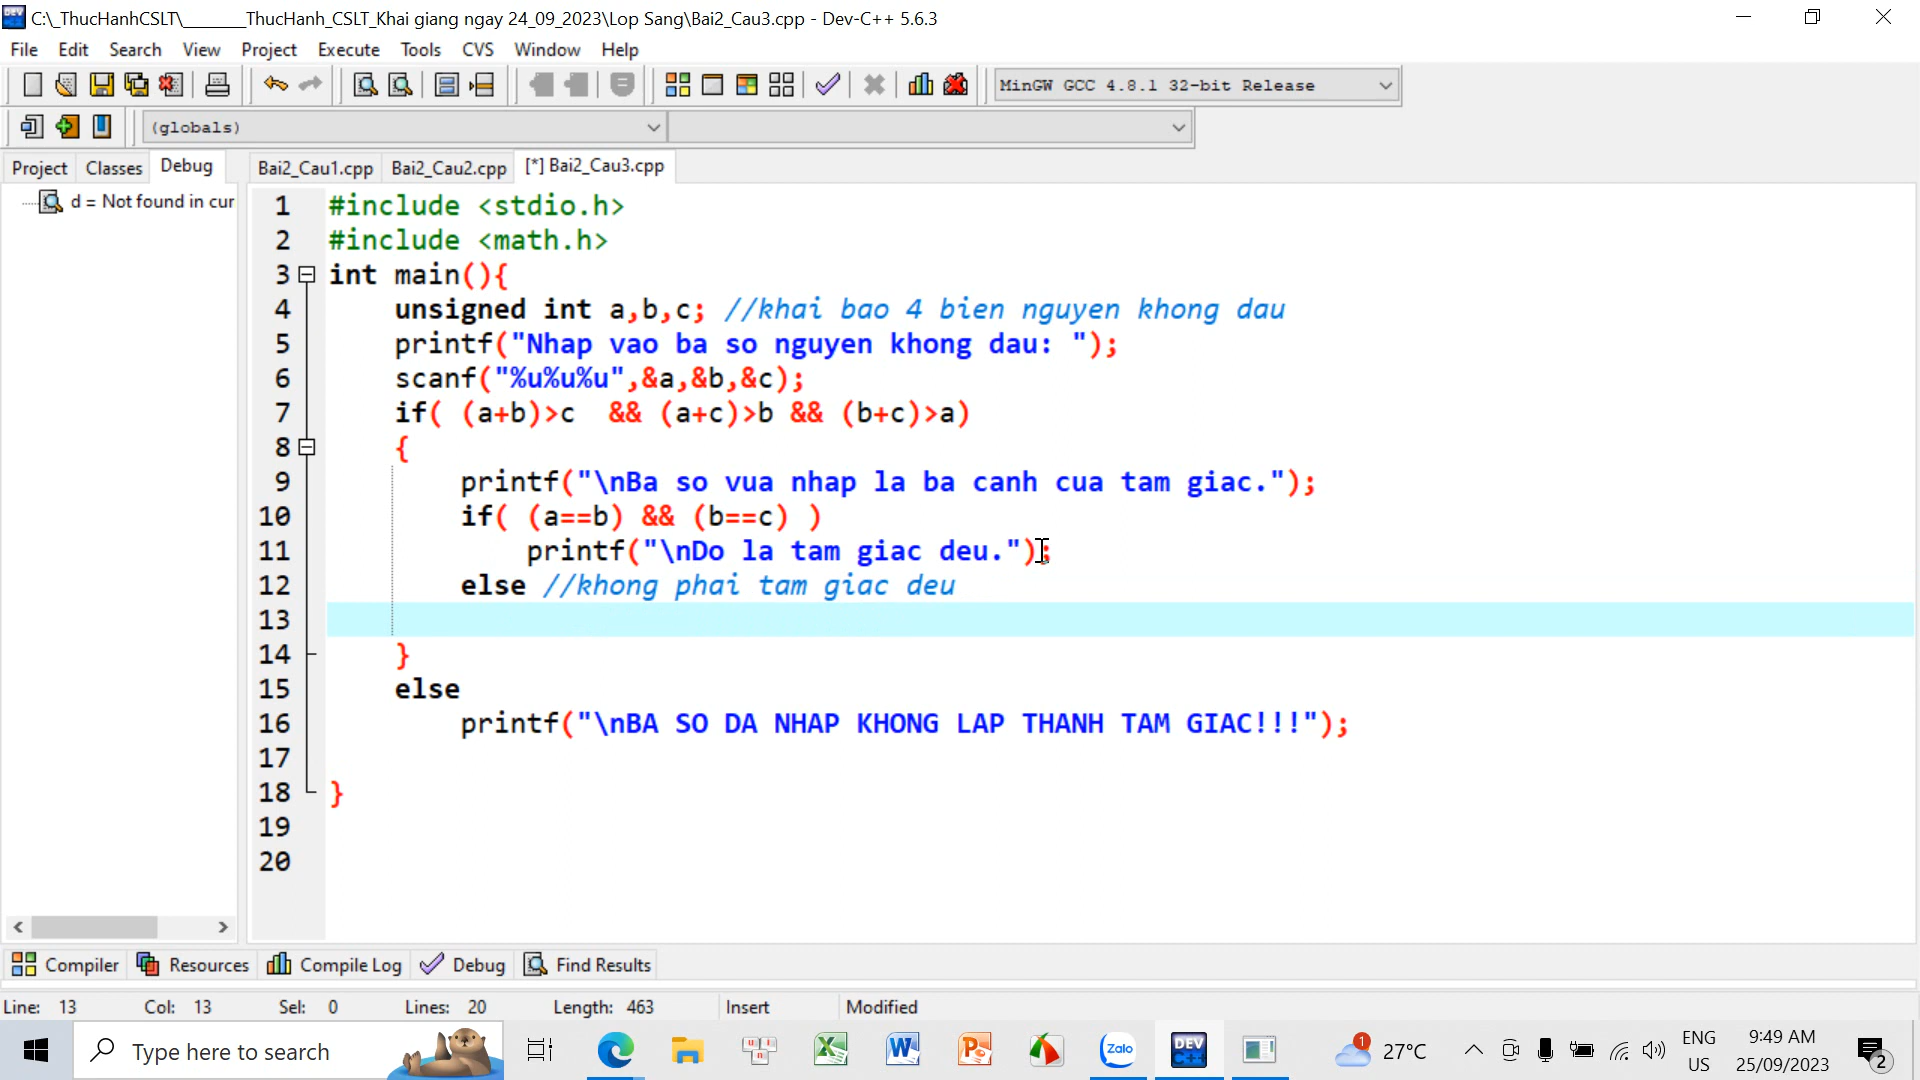 C:\_ThucHanhCSLT\_______ThucHanh_CSLT_Khai giang ngay 24_09_2023\Lop Sang\Bai2_Cau3.cpp - Dev-C++ 5.6.3
File Edit Search View Project Execute Tools CVS Window Help
MinGW GCC 4.8.1 32-bit Release
(globals)
Project Classes Debug Bai2_Cau1.cpp Bai2_Cau2.cpp [*] Bai2_Cau3.cpp
d = Not found in cur
1 #include <stdio.h>
2 #include <math.h>
3 int main(){
4 unsigned int a,b,c; //khai bao 4 bien nguyen khong dau
5 printf("Nhap vao ba so nguyen khong dau: ");
6 scanf("%u%u%u",&a,&b,&c);
7 if( (a+b)>c && (a+c)>b && (b+c)>a)
8 {
9 printf("\nBa so vua nhap la ba canh cua tam giac.");
10 if( (a==b) && (b==c) )
11 printf("\nDo la tam giac deu.");
12 else //khong phai tam giac deu
13
14 }
15 else
16 printf("\nBA SO DA NHAP KHONG LAP THANH TAM GIAC!!!");
17
18 }
19
20
Compiler Resources Compile Log Debug Find Results
Line: 13 Col: 13 Sel: 0 Lines: 20 Length: 463 Insert Modified
Type here to search
Zalo
DEV C++
1
27°C
ENG
US
9:49 AM
25/09/2023
2